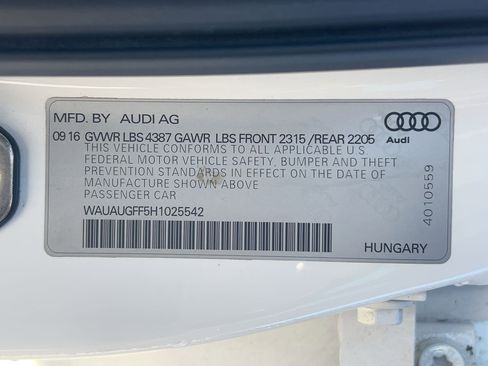 MFD. BY AUDI AG
09 16 GVWR LBS 4387 GAWR LBS FRONT 2315 /REAR 2205
THIS VEHICLE CONFORMS TO ALL APPLICABLE U.S.
FEDERAL MOTOR VEHICLE SAFETY, BUMPER AND THEFT
PREVENTION STANDARDS IN EFFECT ON THE DATE OF
MANUFACTURE SHOWN ABOVE
PASSENGER CAR
WAUAUGFF5H1025542
Audi
4010559
HUNGARY